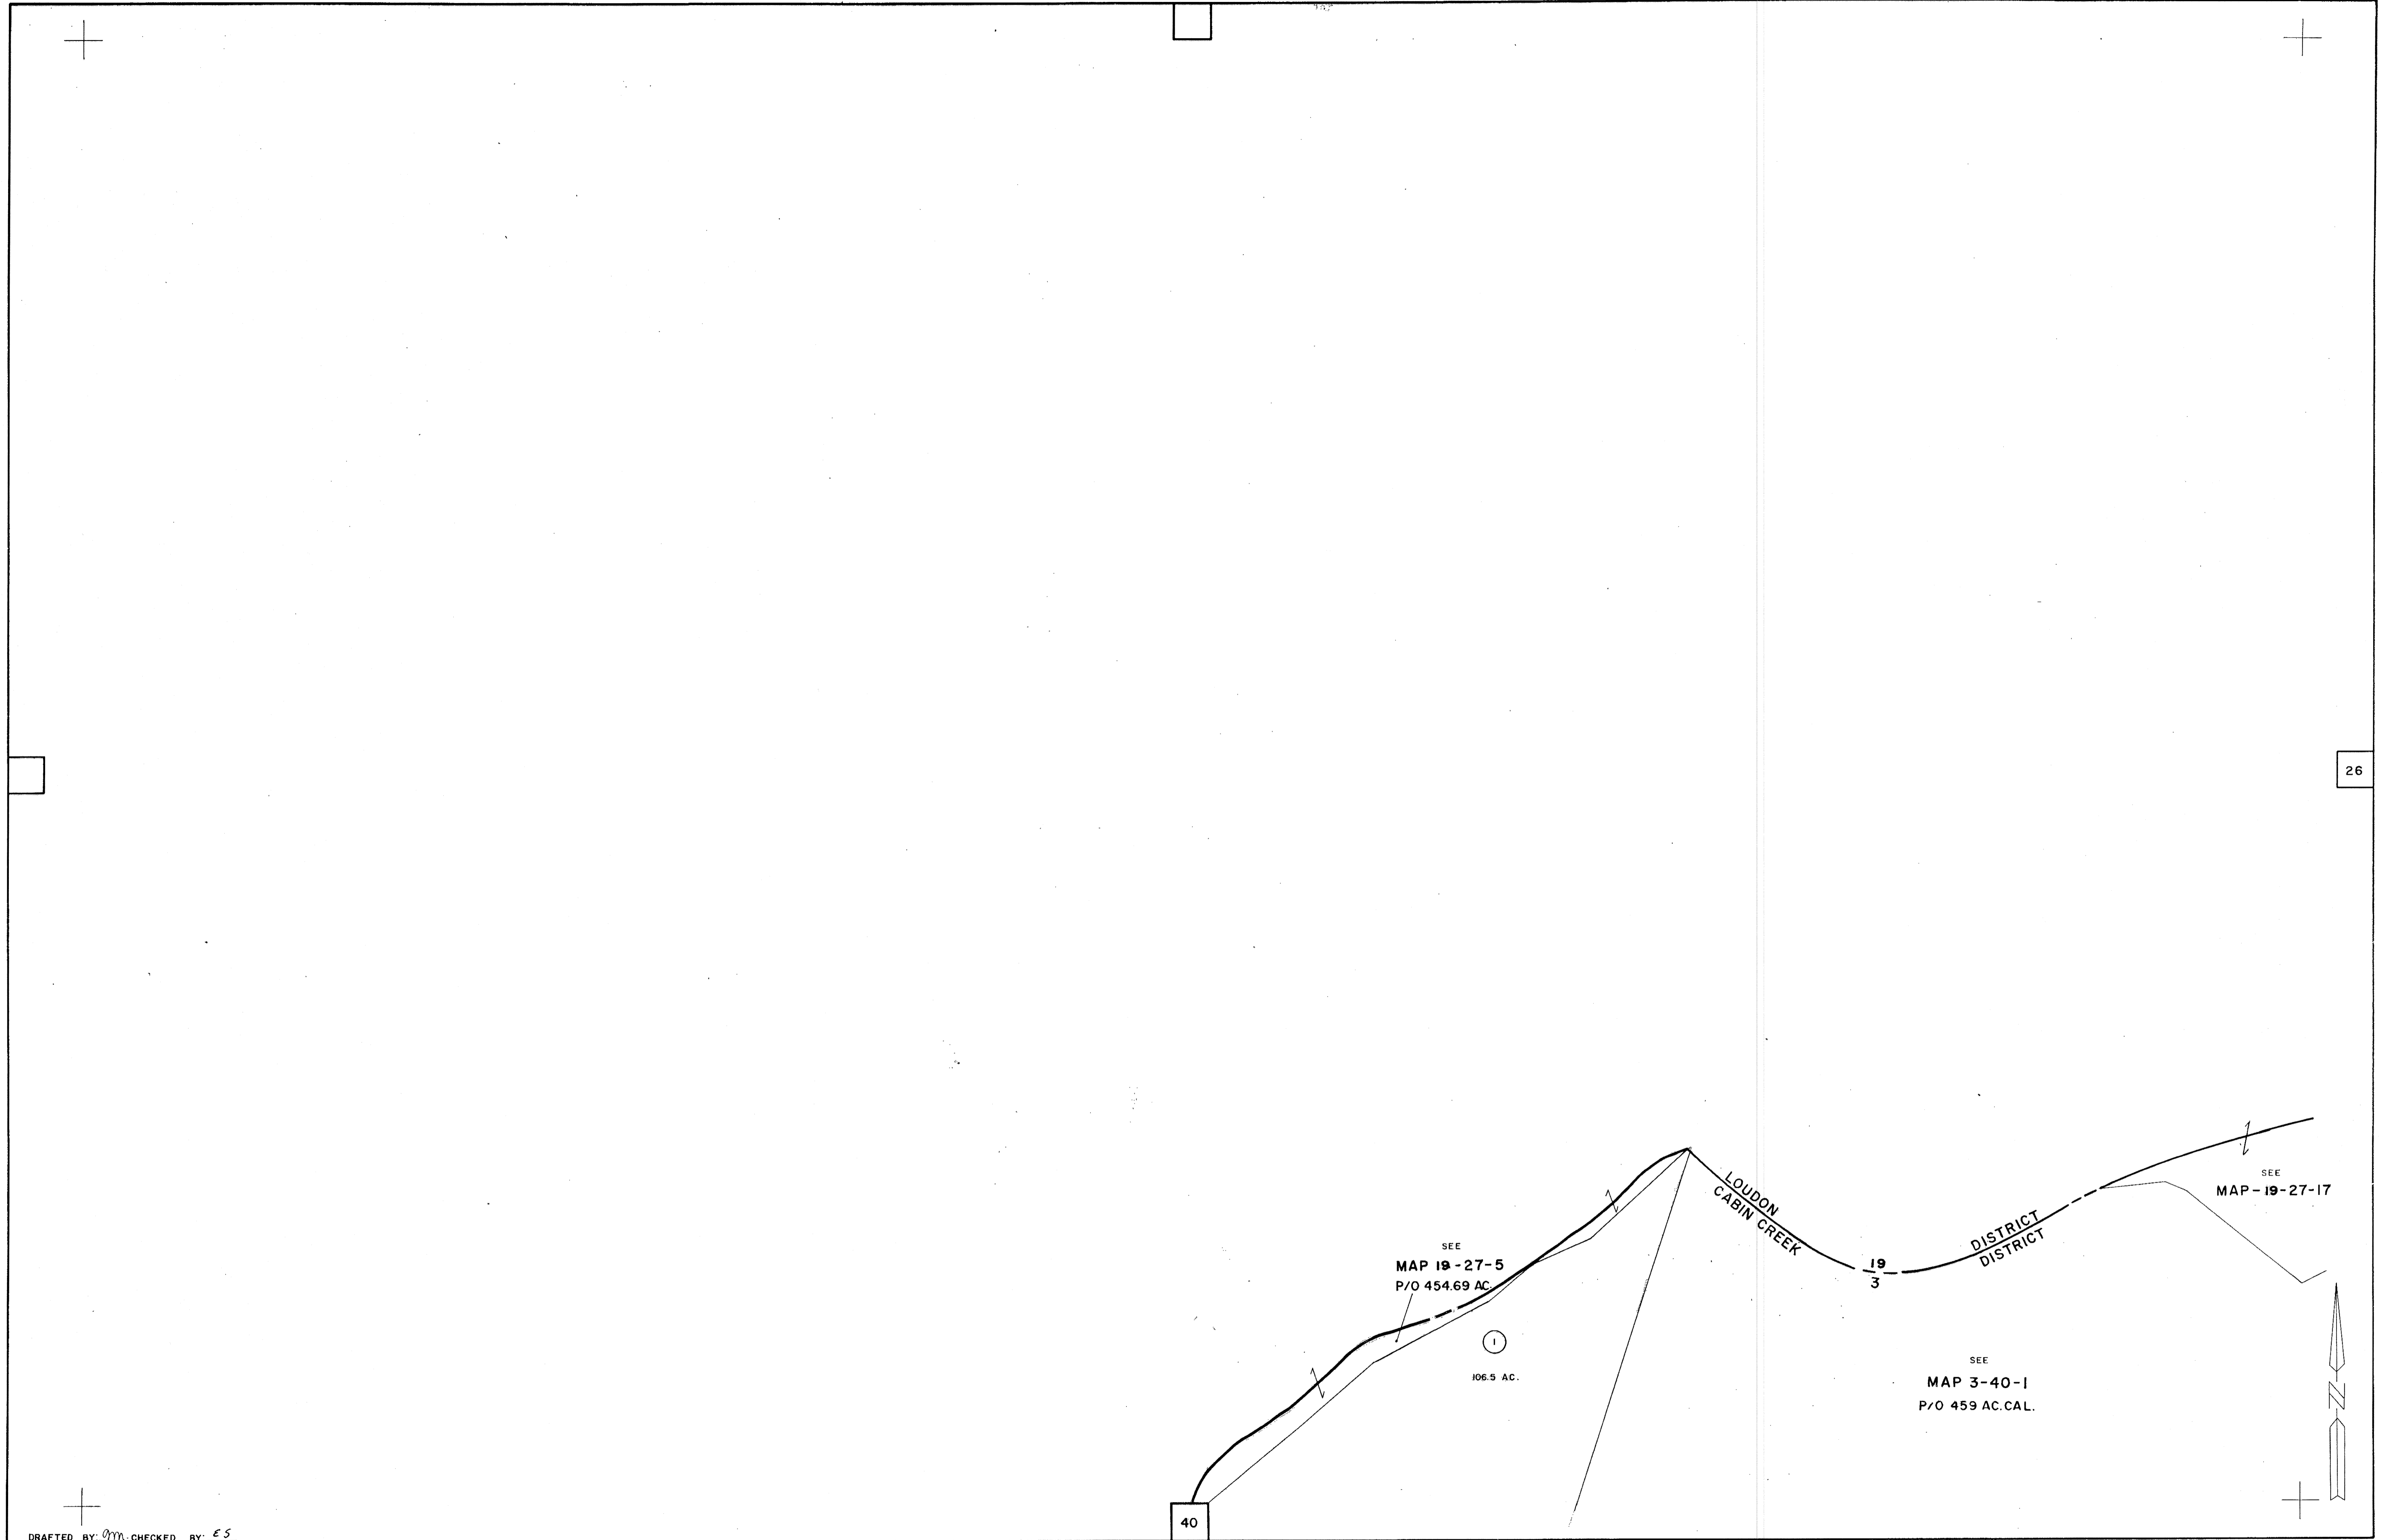 26
LOUDON DISTRICT
CABIN CREEK DISTRICT
19
3
SEE
MAP-19-27-17
SEE
MAP 19-27-5
P/O 454.69 AC.
1
106.5 AC.
SEE
MAP 3-40-1
P/O 459 AC.CAL.
N
40
DRAFTED BY: gm. CHECKED BY: ES